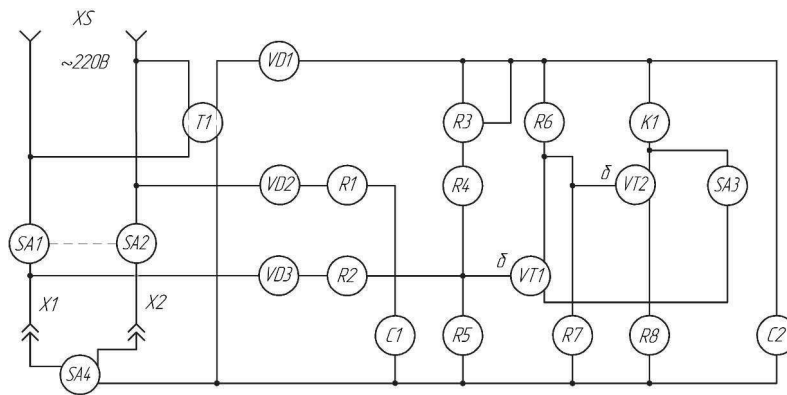 XS
~220В
VD1
T1
R3
R6
K1
VD2
R1
R4
б
VT2
SA3
SA1
SA2
VD3
R2
б
VT1
X1
X2
C1
R5
R7
R8
C2
SA4